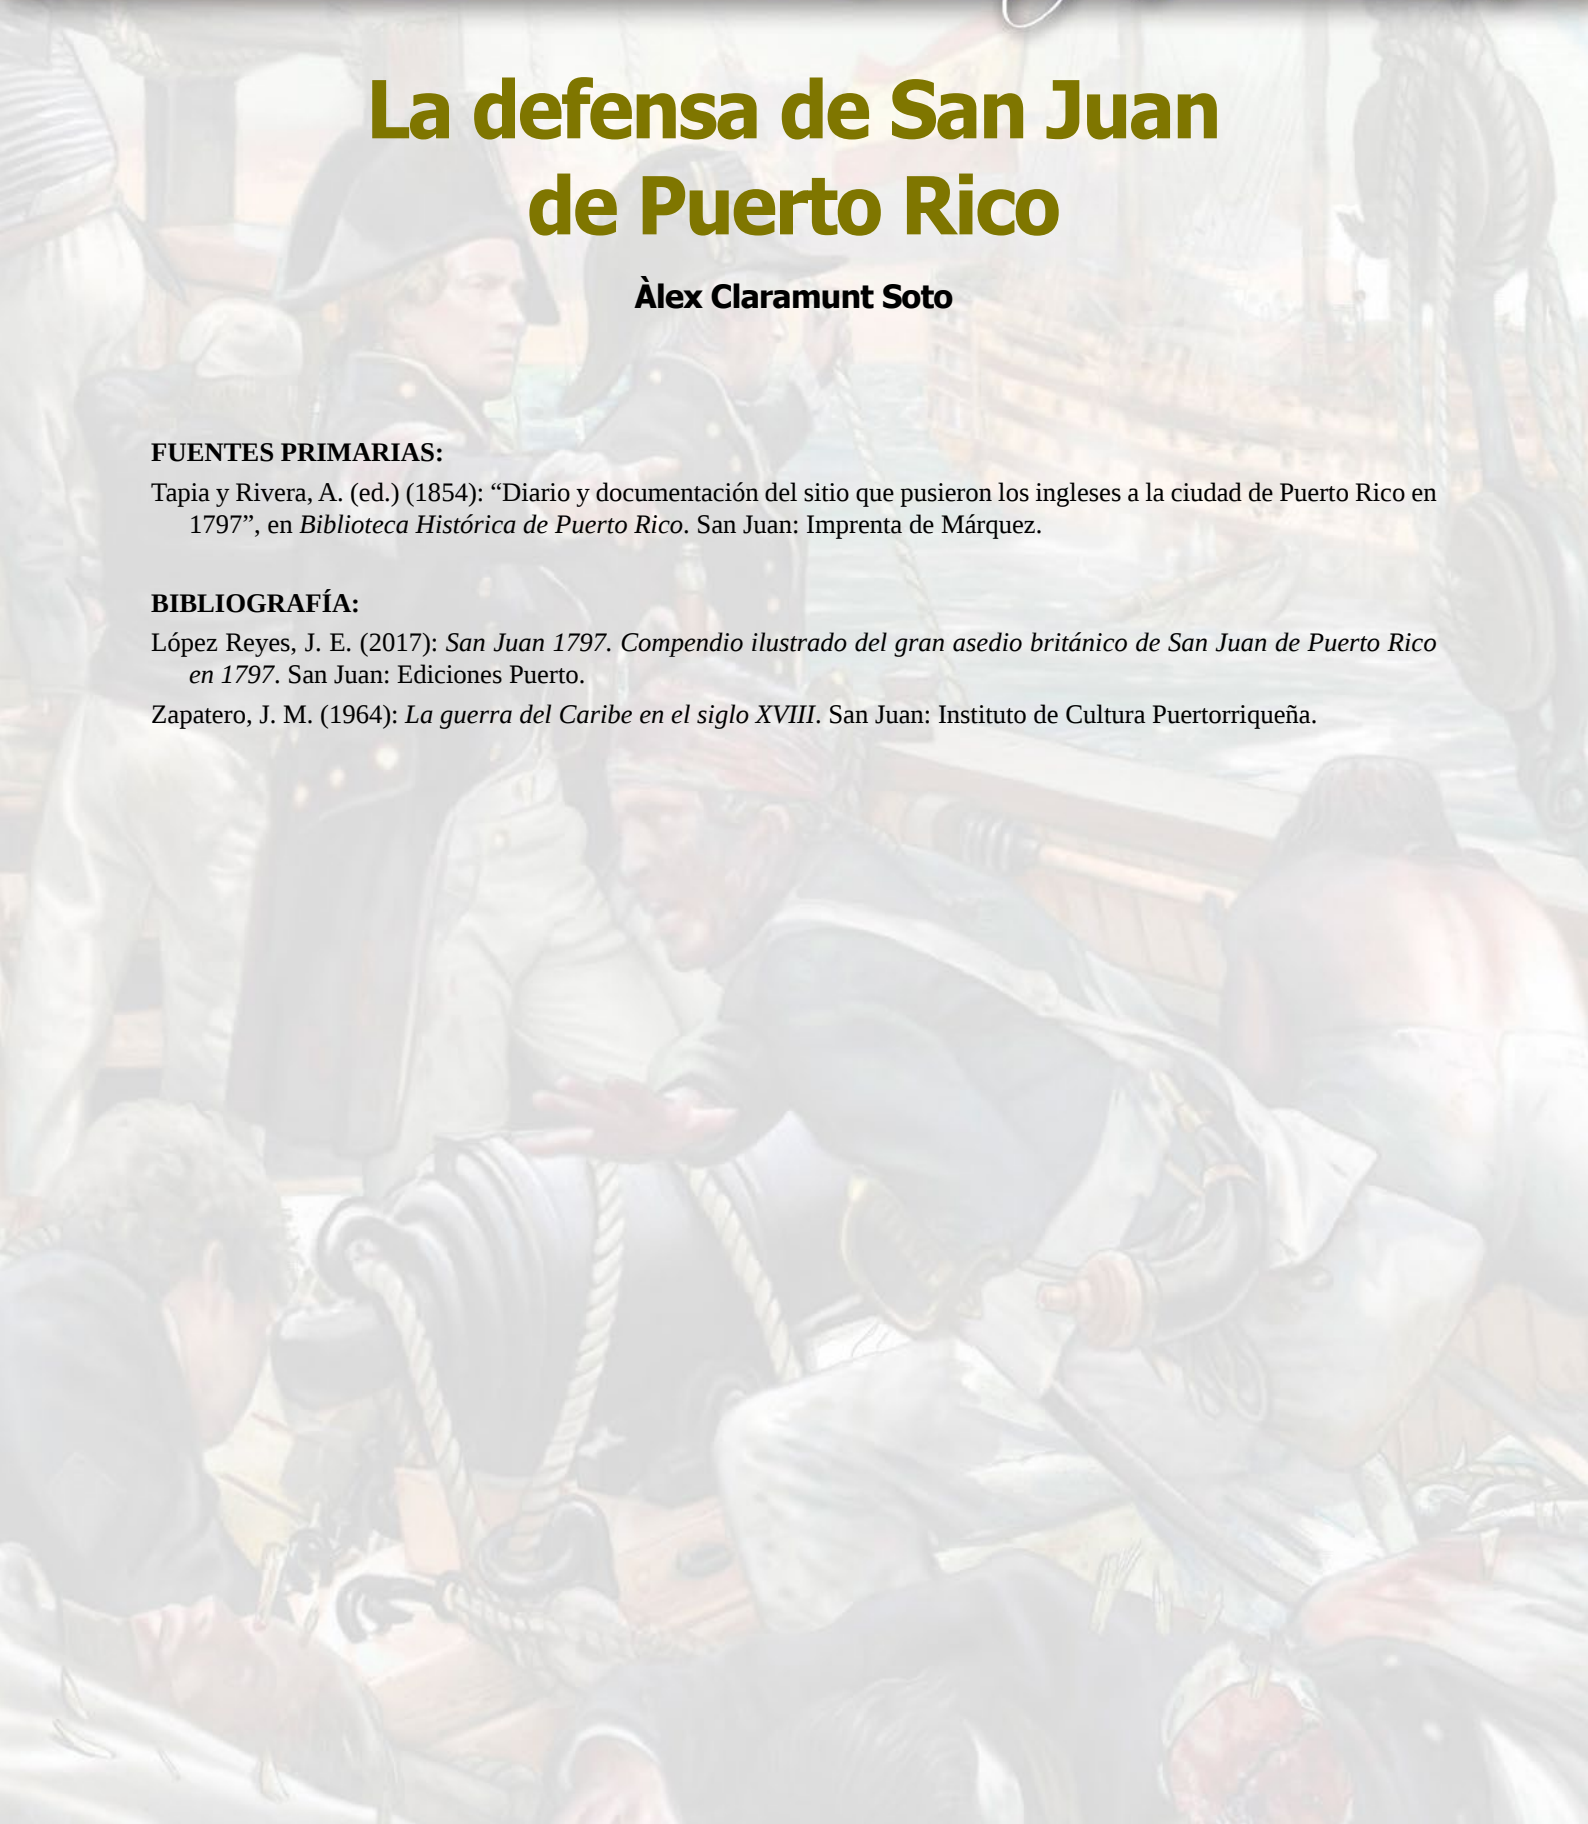 La defensa de San Juan
de Puerto Rico
Àlex Claramunt Soto
FUENTES PRIMARIAS:
Tapia y Rivera, A. (ed.) (1854): “Diario y documentación del sitio que pusieron los ingleses a la ciudad de Puerto Rico en
1797”, en Biblioteca Histórica de Puerto Rico. San Juan: Imprenta de Márquez.
BIBLIOGRAFÍA:
López Reyes, J. E. (2017): San Juan 1797. Compendio ilustrado del gran asedio británico de San Juan de Puerto Rico
en 1797. San Juan: Ediciones Puerto.
Zapatero, J. M. (1964): La guerra del Caribe en el siglo XVIII. San Juan: Instituto de Cultura Puertorriqueña.